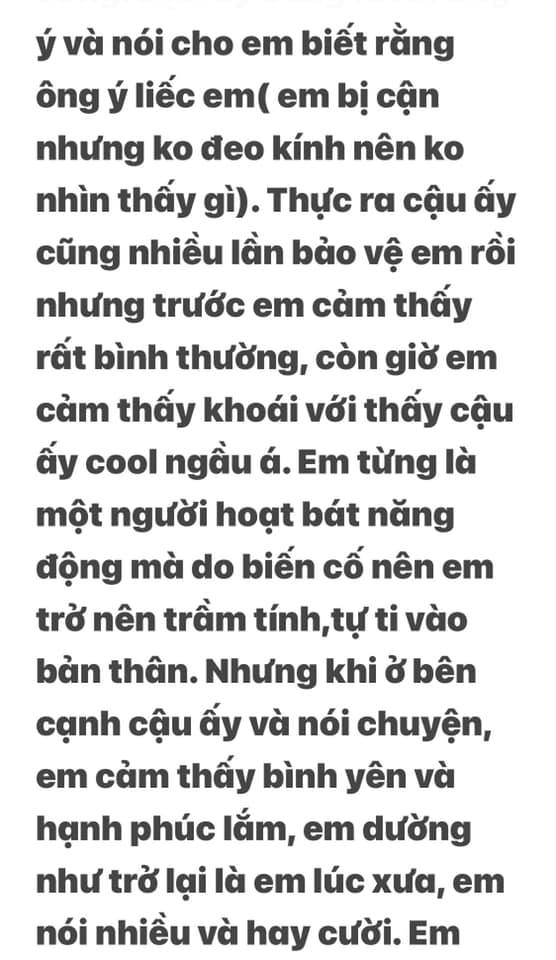 ý và nói cho em biết rằng
ông ý liếc em( em bị cận
nhưng ko đeo kính nên ko
nhìn thấy gì). Thực ra cậu ấy
cũng nhiều lần bảo vệ em rồi
nhưng trước em cảm thấy
rất bình thường, còn giờ em
cảm thấy khoái với thấy cậu
ấy cool ngầu á. Em từng là
một người hoạt bát năng
động mà do biến cố nên em
trở nên trầm tính,tự ti vào
bản thân. Nhưng khi ở bên
cạnh cậu ấy và nói chuyện,
em cảm thấy bình yên và
hạnh phúc lắm, em dường
như trở lại là em lúc xưa, em
nói nhiều và hay cười. Em